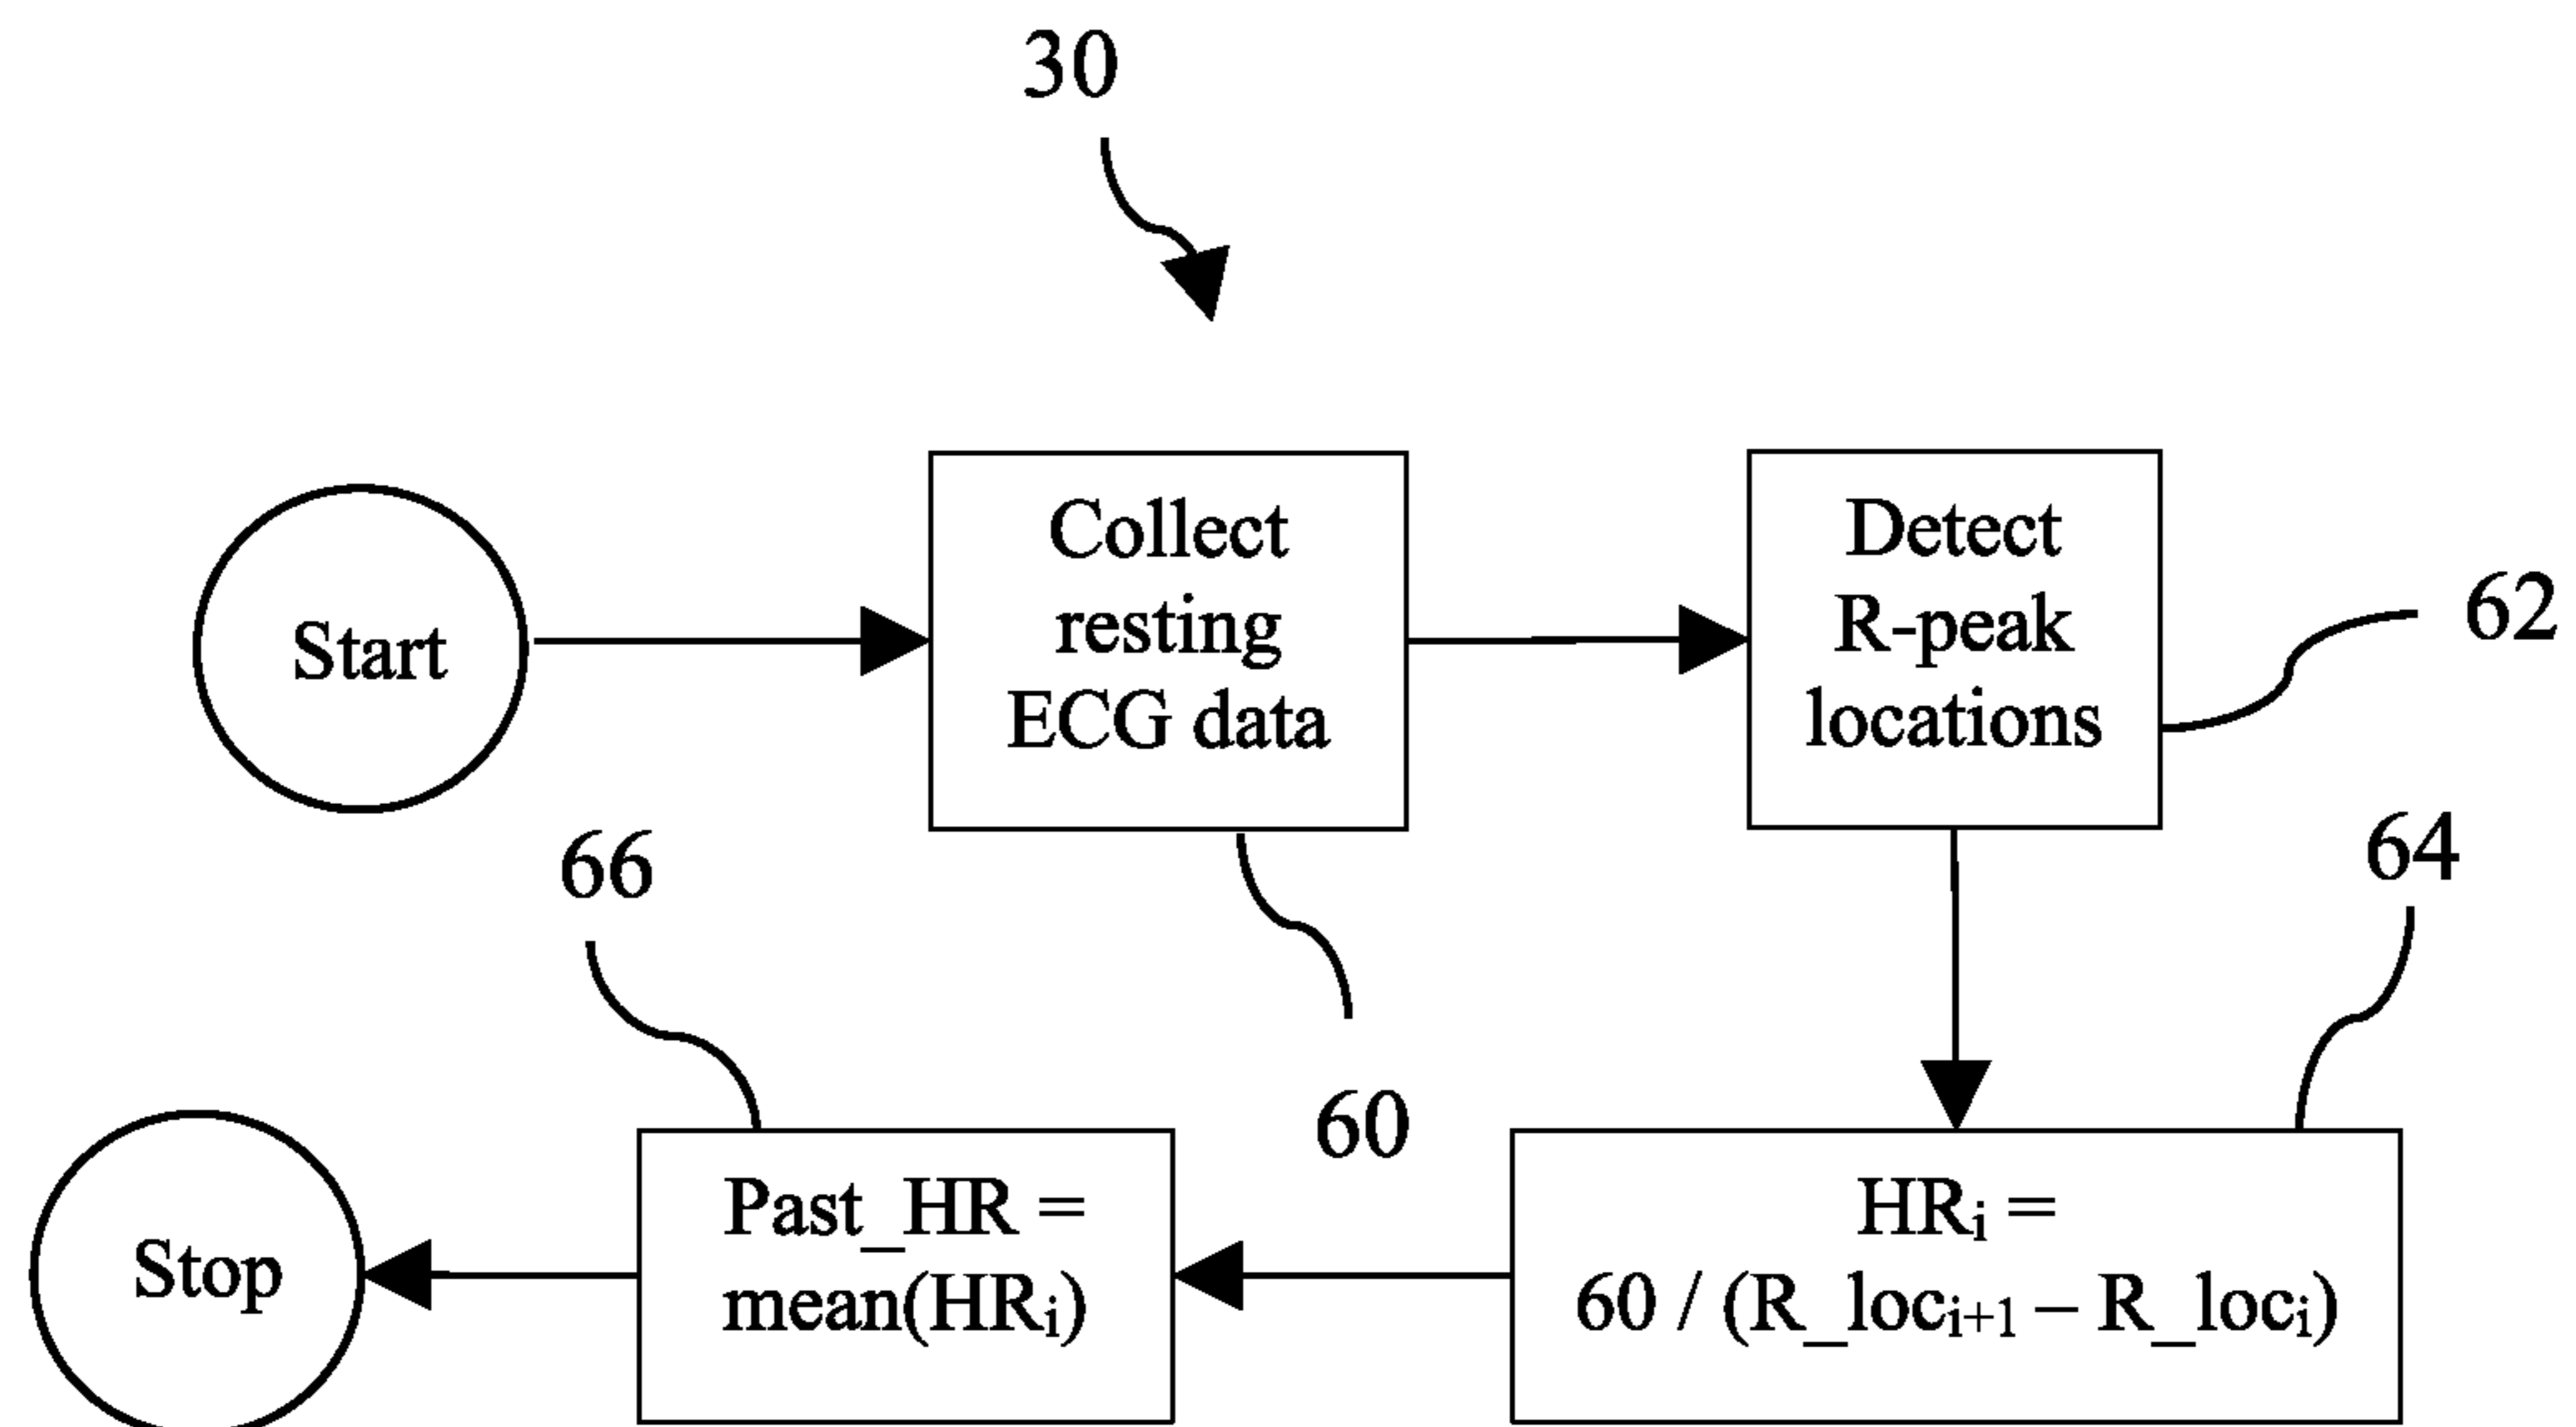 30
Start
Collect
resting
ECG data
Detect
R-peak
locations
62
66
64
60
Stop
Past_HR =
mean(HRᵢ)
HRᵢ =
60 / (R_locᵢ₊₁ – R_locᵢ)